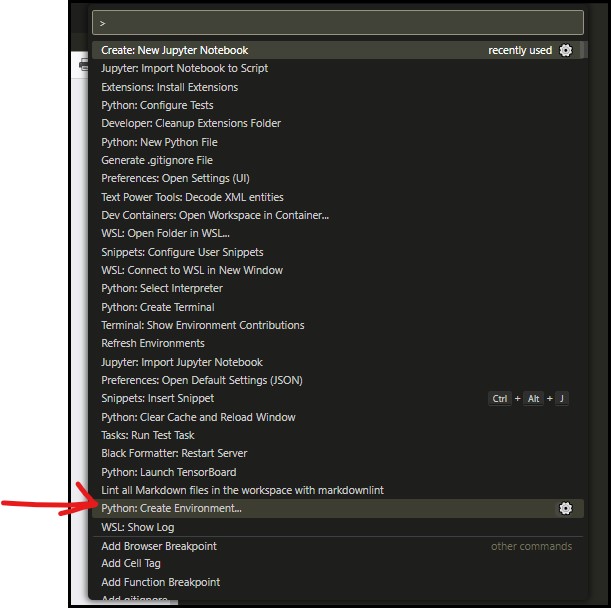 >
Create: New Jupyter Notebook recently used
Jupyter: Import Notebook to Script
Extensions: Install Extensions
Python: Configure Tests
Developer: Cleanup Extensions Folder
Python: New Python File
Generate .gitignore File
Preferences: Open Settings (UI)
Text Power Tools: Decode XML entities
Dev Containers: Open Workspace in Container...
WSL: Open Folder in WSL...
Snippets: Configure User Snippets
WSL: Connect to WSL in New Window
Python: Select Interpreter
Python: Create Terminal
Terminal: Show Environment Contributions
Refresh Environments
Jupyter: Import Jupyter Notebook
Preferences: Open Default Settings (JSON)
Snippets: Insert Snippet Ctrl + Alt + J
Python: Clear Cache and Reload Window
Tasks: Run Test Task
Black Formatter: Restart Server
Python: Launch TensorBoard
Lint all Markdown files in the workspace with markdownlint
Python: Create Environment...
WSL: Show Log
Add Browser Breakpoint other commands
Add Cell Tag
Add Function Breakpoint
Add gitignore